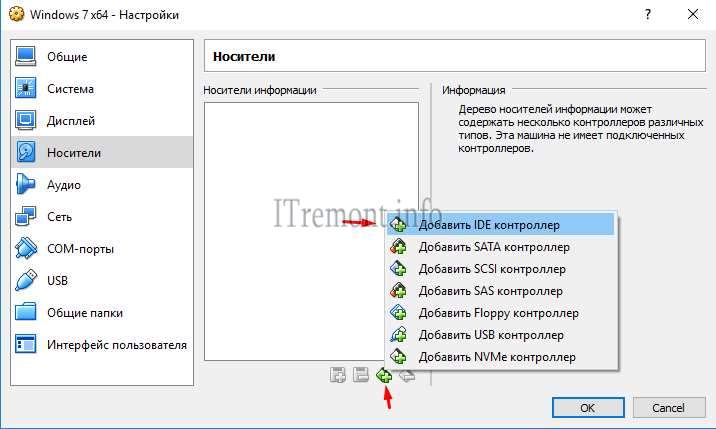 Windows 7 x64 - Настройки
Общие
Система
Дисплей
Носители
Аудио
Сеть
COM-порты
USB
Общие папки
Интерфейс пользователя
Носители
Носители информации
Информация
Дерево носителей информации может
содержать несколько контроллеров различных
типов. Эта машина не имеет подключенных
контроллеров.
ITremont.info
Добавить IDE контроллер
Добавить SATA контроллер
Добавить SCSI контроллер
Добавить SAS контроллер
Добавить Floppy контроллер
Добавить USB контроллер
Добавить NVMe контроллер
OK
Cancel